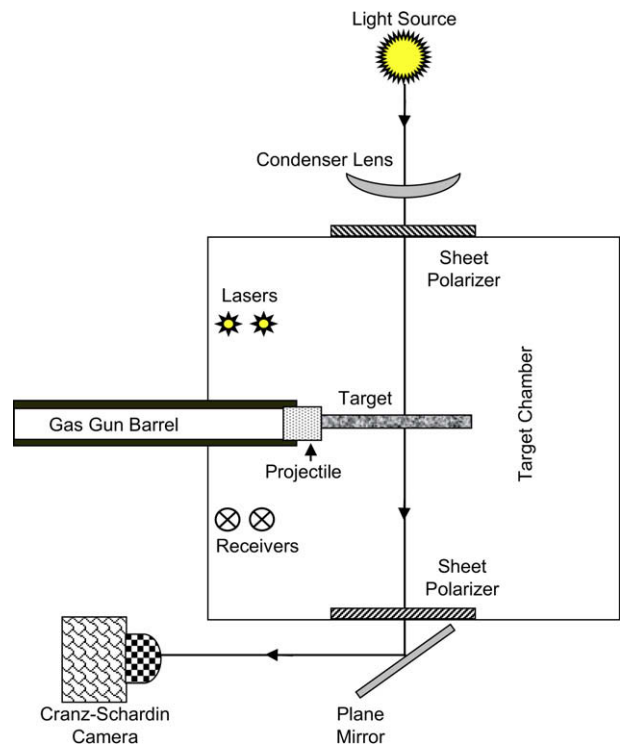 Light Source
Condenser Lens
Sheet
Polarizer
Lasers
Target
Gas Gun Barrel
Target Chamber
Projectile
Receivers
Sheet
Polarizer
Cranz-Schardin
Camera
Plane
Mirror